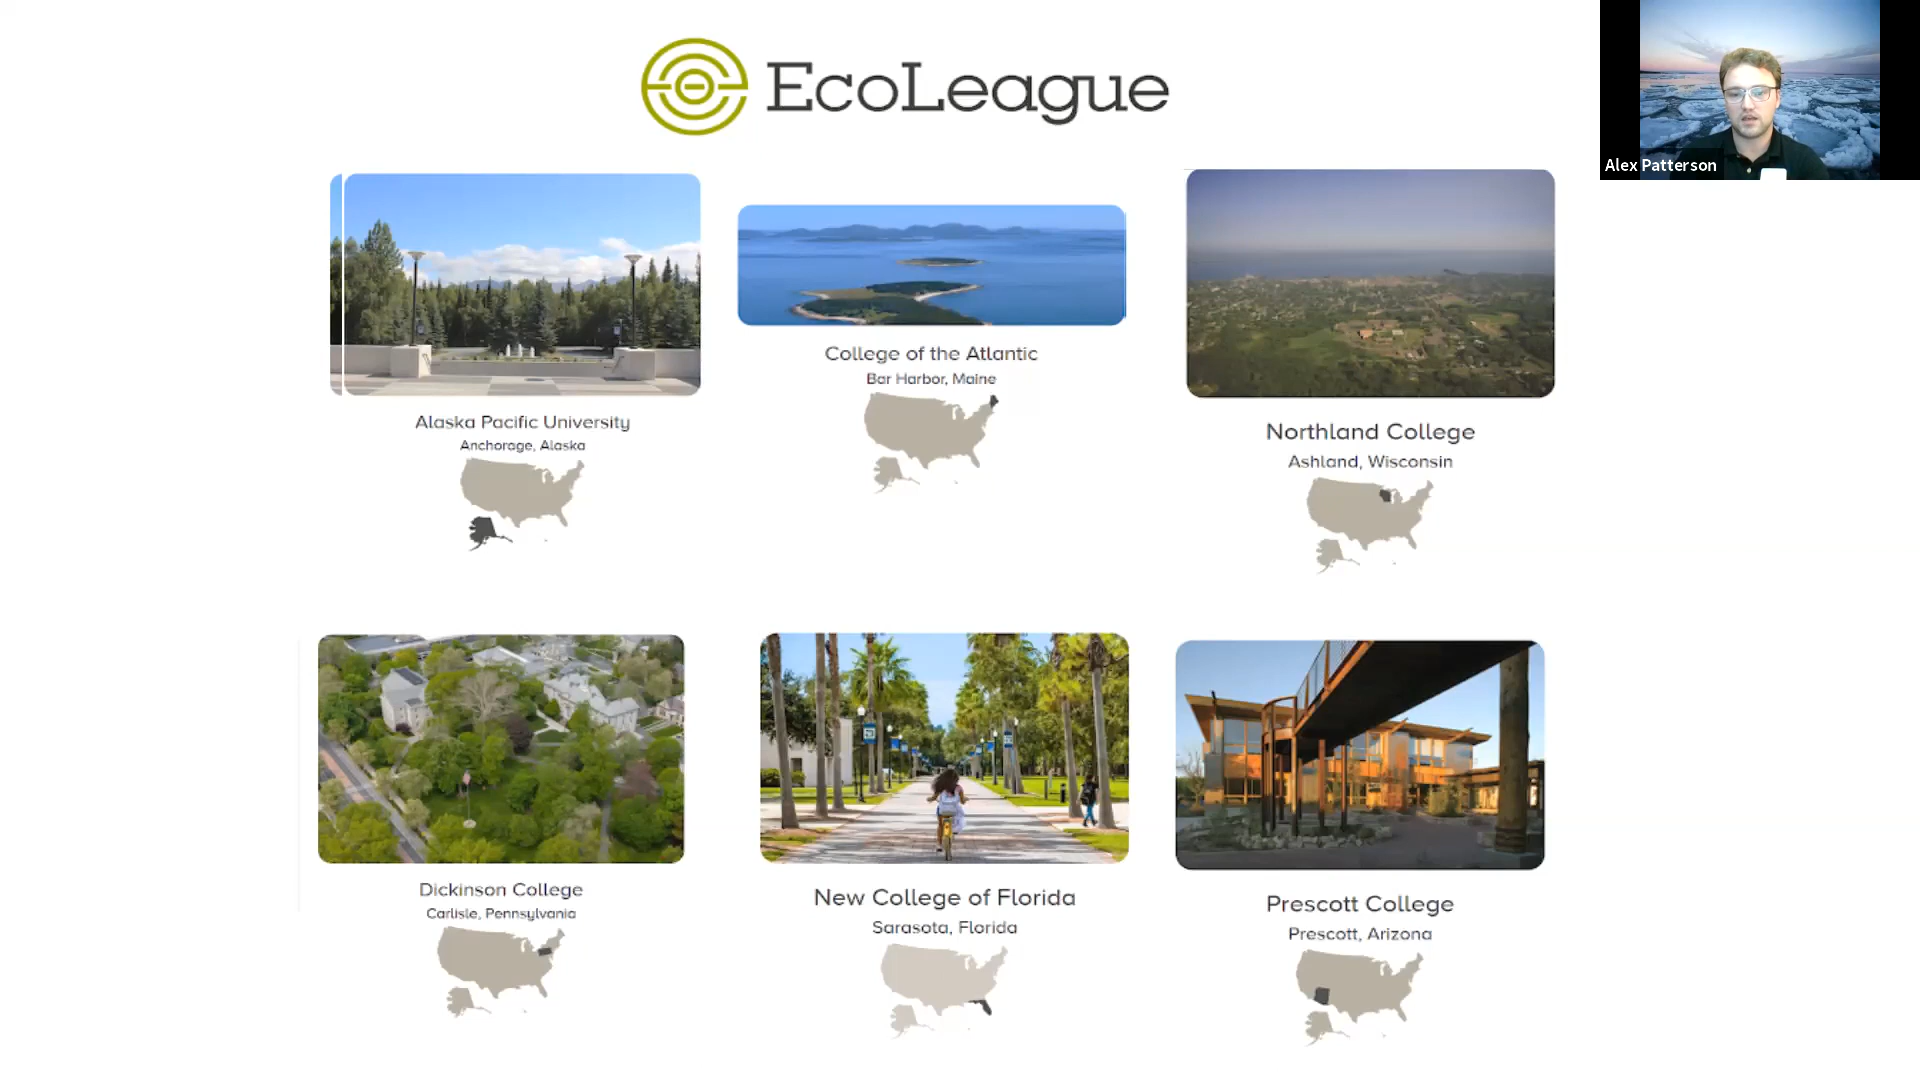 EcoLeague
Alex Patterson
Alaska Pacific University
Anchorage, Alaska
College of the Atlantic
Bar Harbor, Maine
Northland College
Ashland, Wisconsin
Dickinson College
Carlisle, Pennsylvania
New College of Florida
Sarasota, Florida
Prescott College
Prescott, Arizona